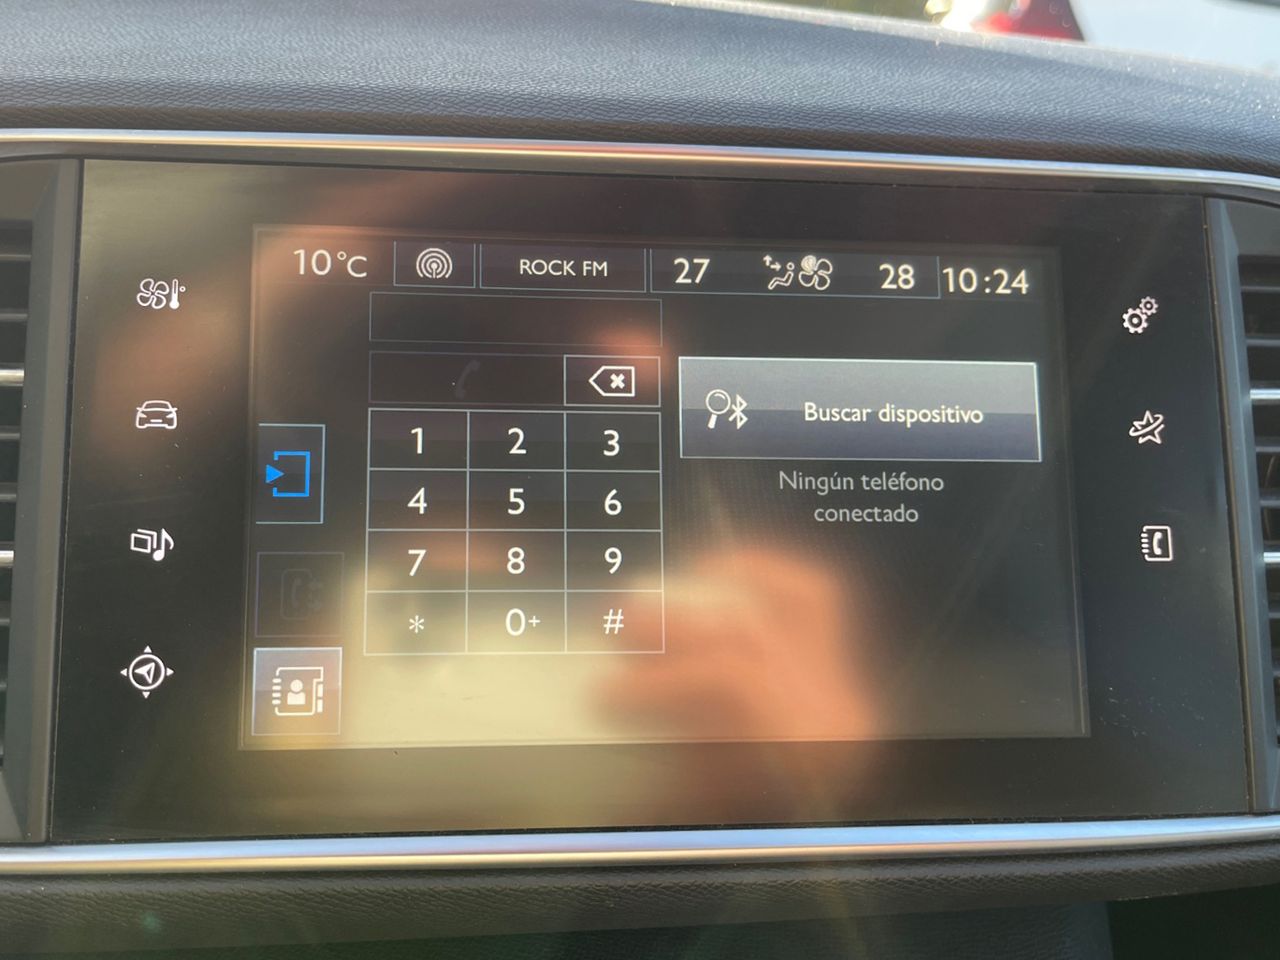 10 °C
ROCK FM
27
28
10:24
Buscar dispositivo
Ningún teléfono
conectado
1 2 3
4 5 6
7 8 9
* 0+ #